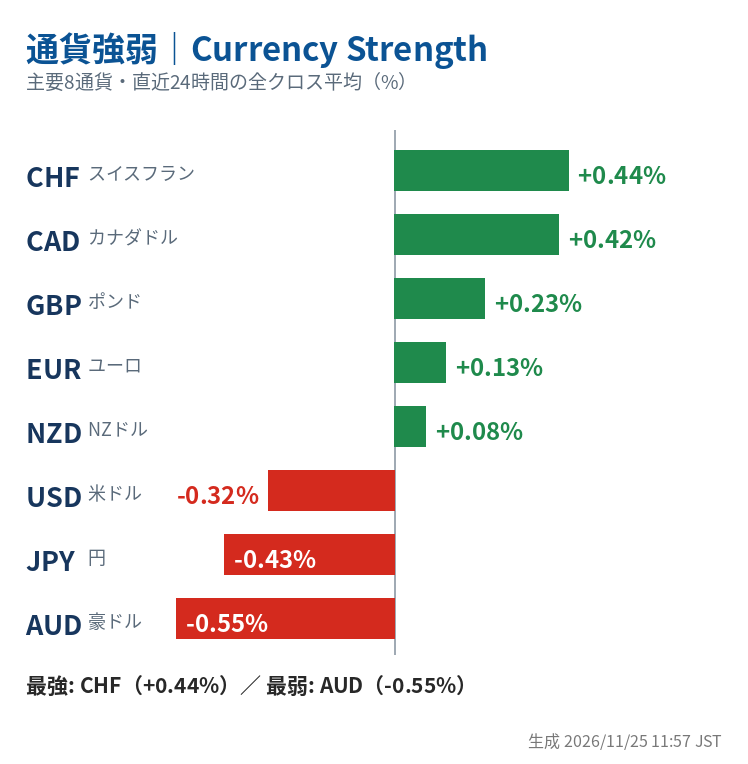 通貨強弱｜Currency Strength
主要8通貨・直近24時間の全クロス平均（%）
CHF スイスフラン +0.44%
CAD カナダドル +0.42%
GBP ポンド +0.23%
EUR ユーロ +0.13%
NZD NZドル +0.08%
USD 米ドル -0.32%
JPY 円 -0.43%
AUD 豪ドル -0.55%
最強: CHF（+0.44%）／ 最弱: AUD（-0.55%）
生成 2026/11/25 11:57 JST